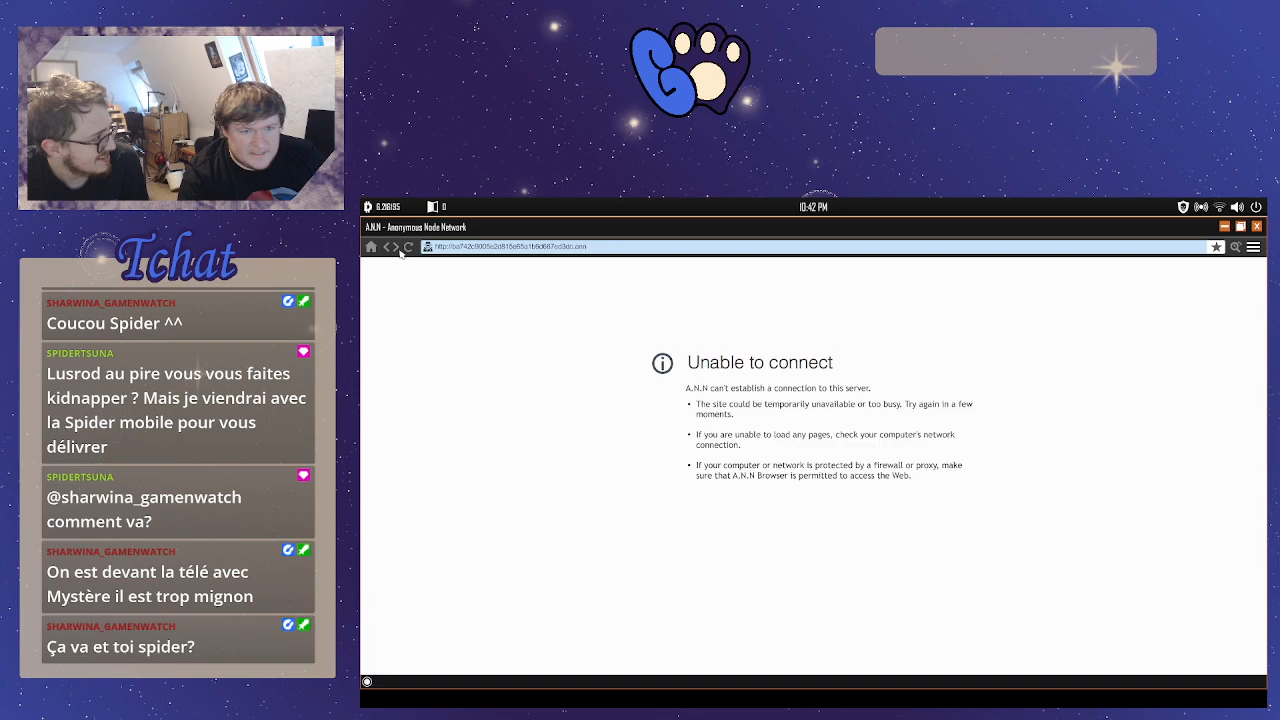 6.216135
0
10:42 PM
A.N.N - Anonymous Node Network
Tchat
SHARWINA_GAMENWATCH
Coucou Spider ^^
SPIDERTSUNA
Lusrod au pire vous vous faites
kidnapper ? Mais je viendrai avec
la Spider mobile pour vous
délivrer
SPIDERTSUNA
@sharwina_gamenwatch
comment va?
SHARWINA_GAMENWATCH
On est devant la télé avec
Mystère il est trop mignon
SHARWINA_GAMENWATCH
Ça va et toi spider?
Unable to connect
A.N.N can't establish a connection to this server.
• The site could be temporarily unavailable or too busy. Try again in a few
moments.
• If you are unable to load any pages, check your computer's network
connection.
• If your computer or network is protected by a firewall or proxy, make
sure that A.N.N Browser is permitted to access the Web.